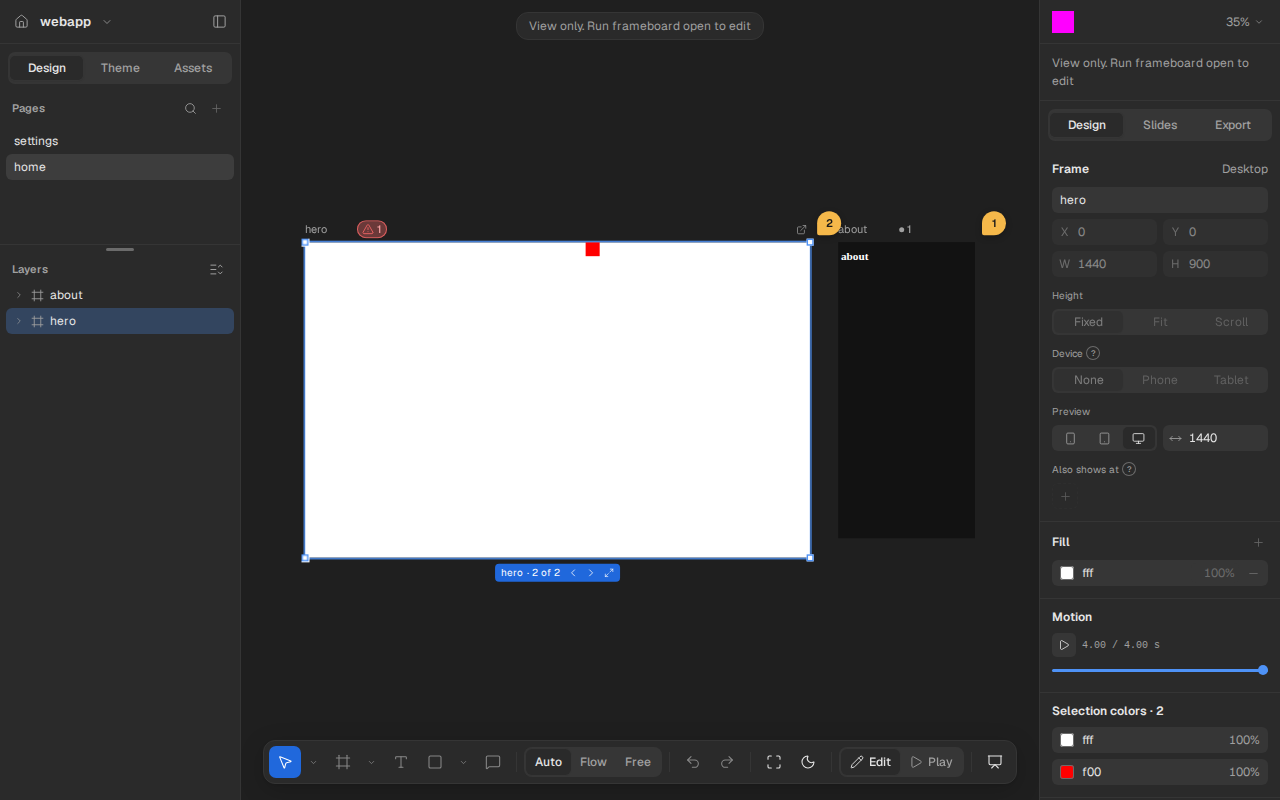 webapp
Design
Theme
Assets
Pages
settings
home
Layers
about
hero
View only. Run frameboard open to edit
hero
1
2
about
1
1
about
hero · 2 of 2
Auto
Flow
Free
Edit
Play
35%
View only. Run frameboard open to
edit
Design
Slides
Export
Frame
Desktop
hero
X 0
Y 0
W 1440
H 900
Height
Fixed
Fit
Scroll
Device ?
None
Phone
Tablet
Preview
1440
Also shows at ?
Fill
fff
100%
Motion
4.00 / 4.00 s
Selection colors · 2
fff
100%
f00
100%